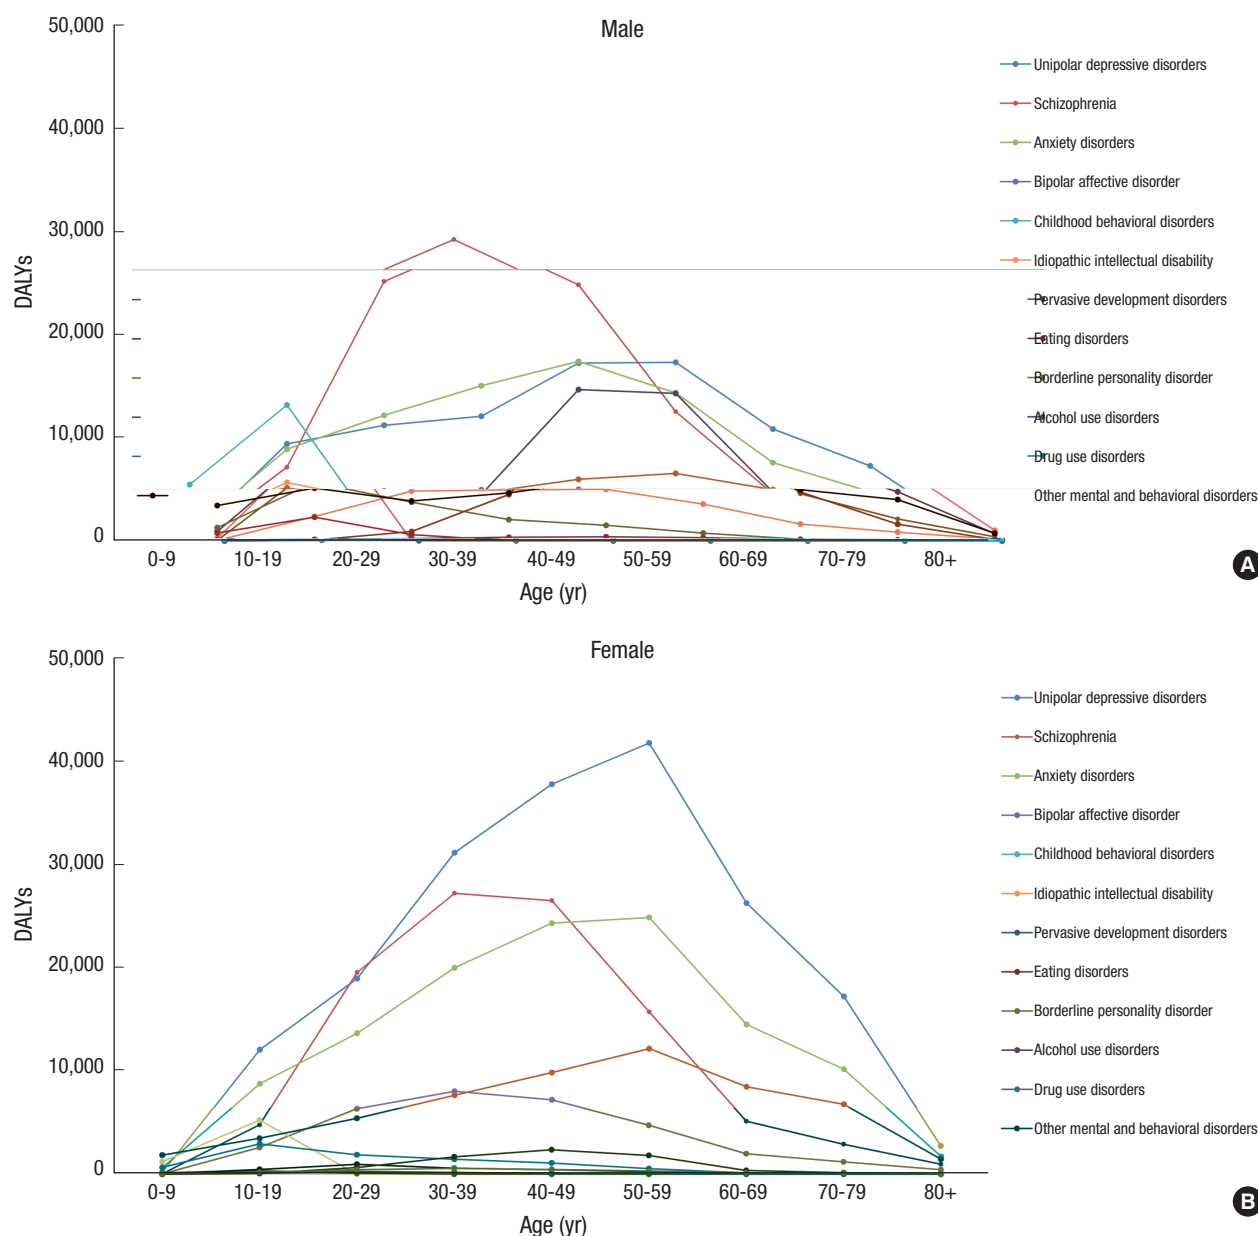 Male
50,000
40,000
30,000
20,000
10,000
0
DALYs
0-9 10-19 20-29 30-39 40-49 50-59 60-69 70-79 80+
Age (yr)
Unipolar depressive disorders
Schizophrenia
Anxiety disorders
Bipolar affective disorder
Childhood behavioral disorders
Idiopathic intellectual disability
Pervasive development disorders
Eating disorders
Borderline personality disorder
Alcohol use disorders
Drug use disorders
Other mental and behavioral disorders
A
Female
50,000
40,000
30,000
20,000
10,000
0
DALYs
0-9 10-19 20-29 30-39 40-49 50-59 60-69 70-79 80+
Age (yr)
Unipolar depressive disorders
Schizophrenia
Anxiety disorders
Bipolar affective disorder
Childhood behavioral disorders
Idiopathic intellectual disability
Pervasive development disorders
Eating disorders
Borderline personality disorder
Alcohol use disorders
Drug use disorders
Other mental and behavioral disorders
B